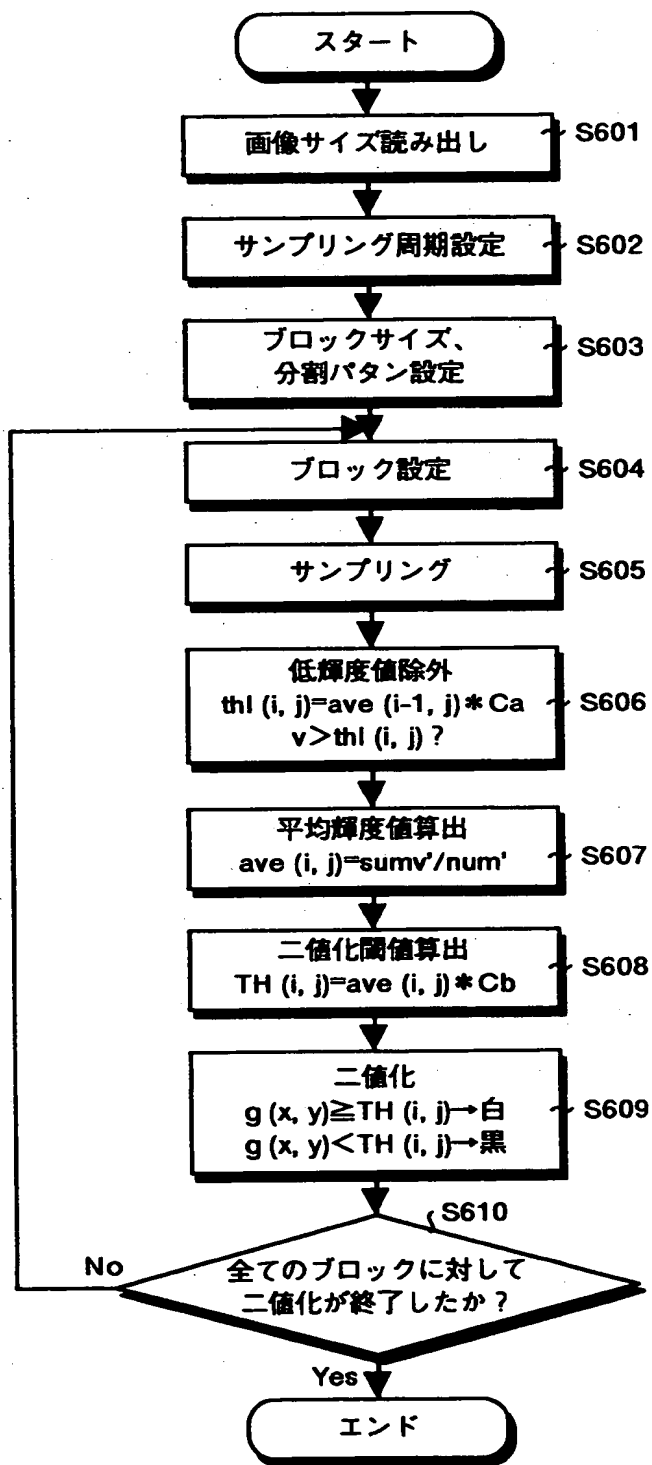 スタート
画像サイズ読み出し
S601
サンプリング周期設定
S602
ブロックサイズ、
分割パタン設定
S603
ブロック設定
S604
サンプリング
S605
低輝度値除外
thl (i, j)=ave (i-1, j)＊Ca
v>thl (i, j) ?
S606
平均輝度値算出
ave (i, j)=sumv'/num'
S607
二値化閾値算出
TH (i, j)=ave (i, j)＊Cb
S608
二値化
g (x, y)≧TH (i, j)→白
g (x, y)<TH (i, j)→黒
S609
S610
No
全てのブロックに対して
二値化が終了したか？
Yes
エンド